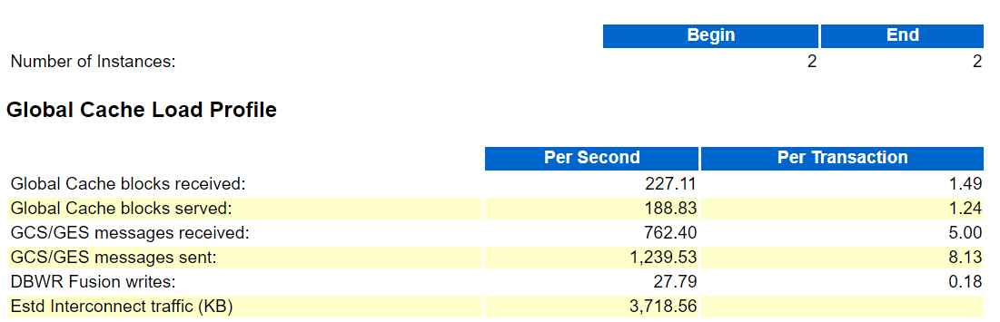 Begin End
Number of Instances: 2 2
Global Cache Load Profile
Per Second Per Transaction
Global Cache blocks received: 227.11 1.49
Global Cache blocks served: 188.83 1.24
GCS/GES messages received: 762.40 5.00
GCS/GES messages sent: 1,239.53 8.13
DBWR Fusion writes: 27.79 0.18
Estd Interconnect traffic (KB) 3,718.56